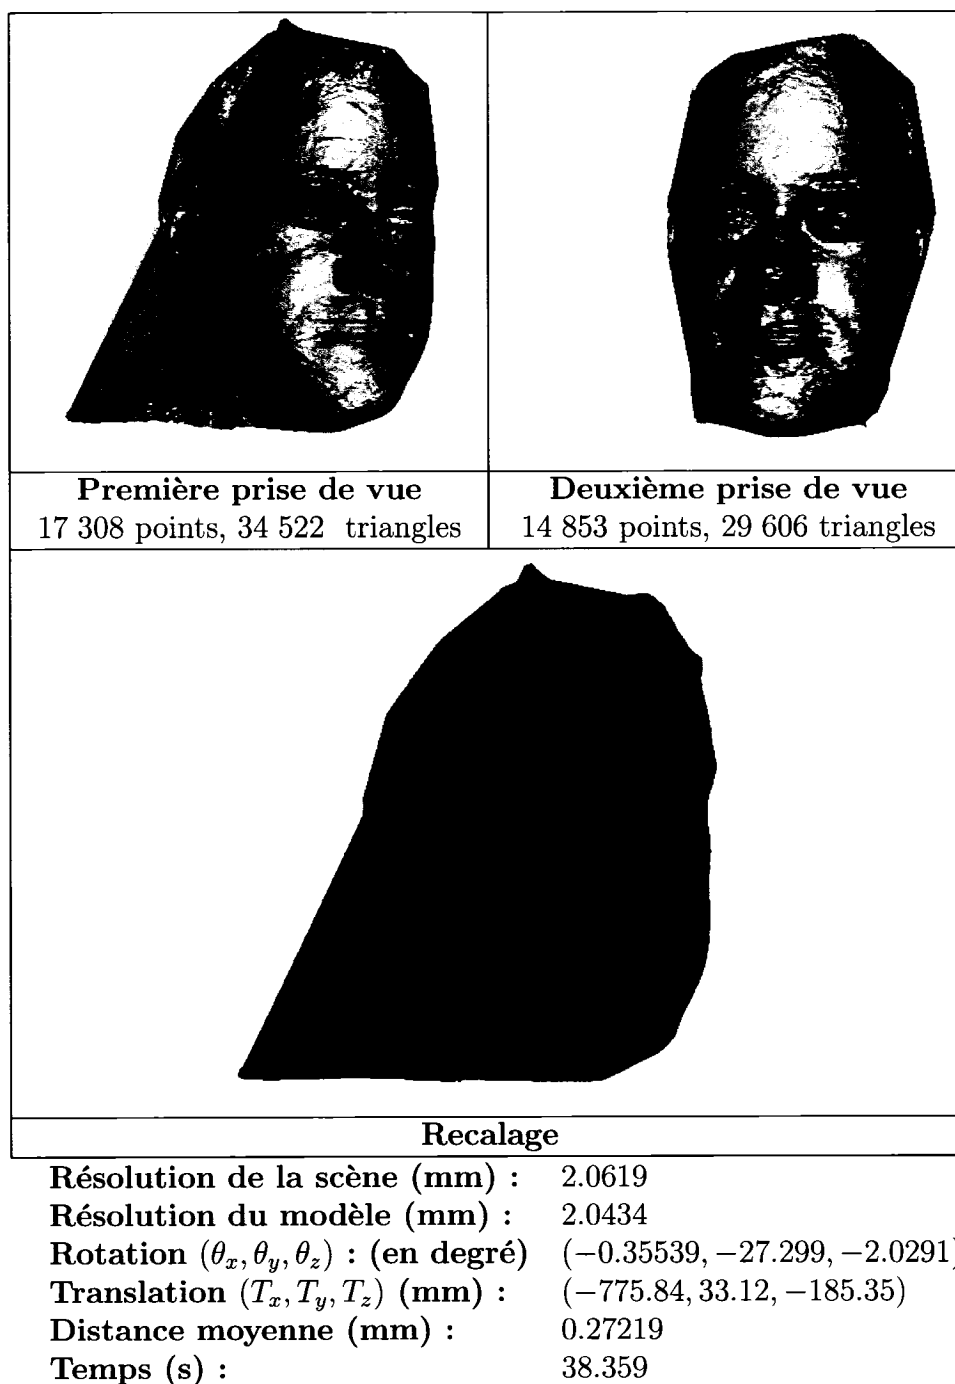 Première prise de vue
17 308 points, 34 522 triangles
Deuxième prise de vue
14 853 points, 29 606 triangles
Recalage
Résolution de la scène (mm) : 2.0619
Résolution du modèle (mm) : 2.0434
Rotation (θx, θy, θz) : (en degré) (−0.35539, −27.299, −2.0291)
Translation (Tx, Ty, Tz) (mm) : (−775.84, 33.12, −185.35)
Distance moyenne (mm) : 0.27219
Temps (s) : 38.359